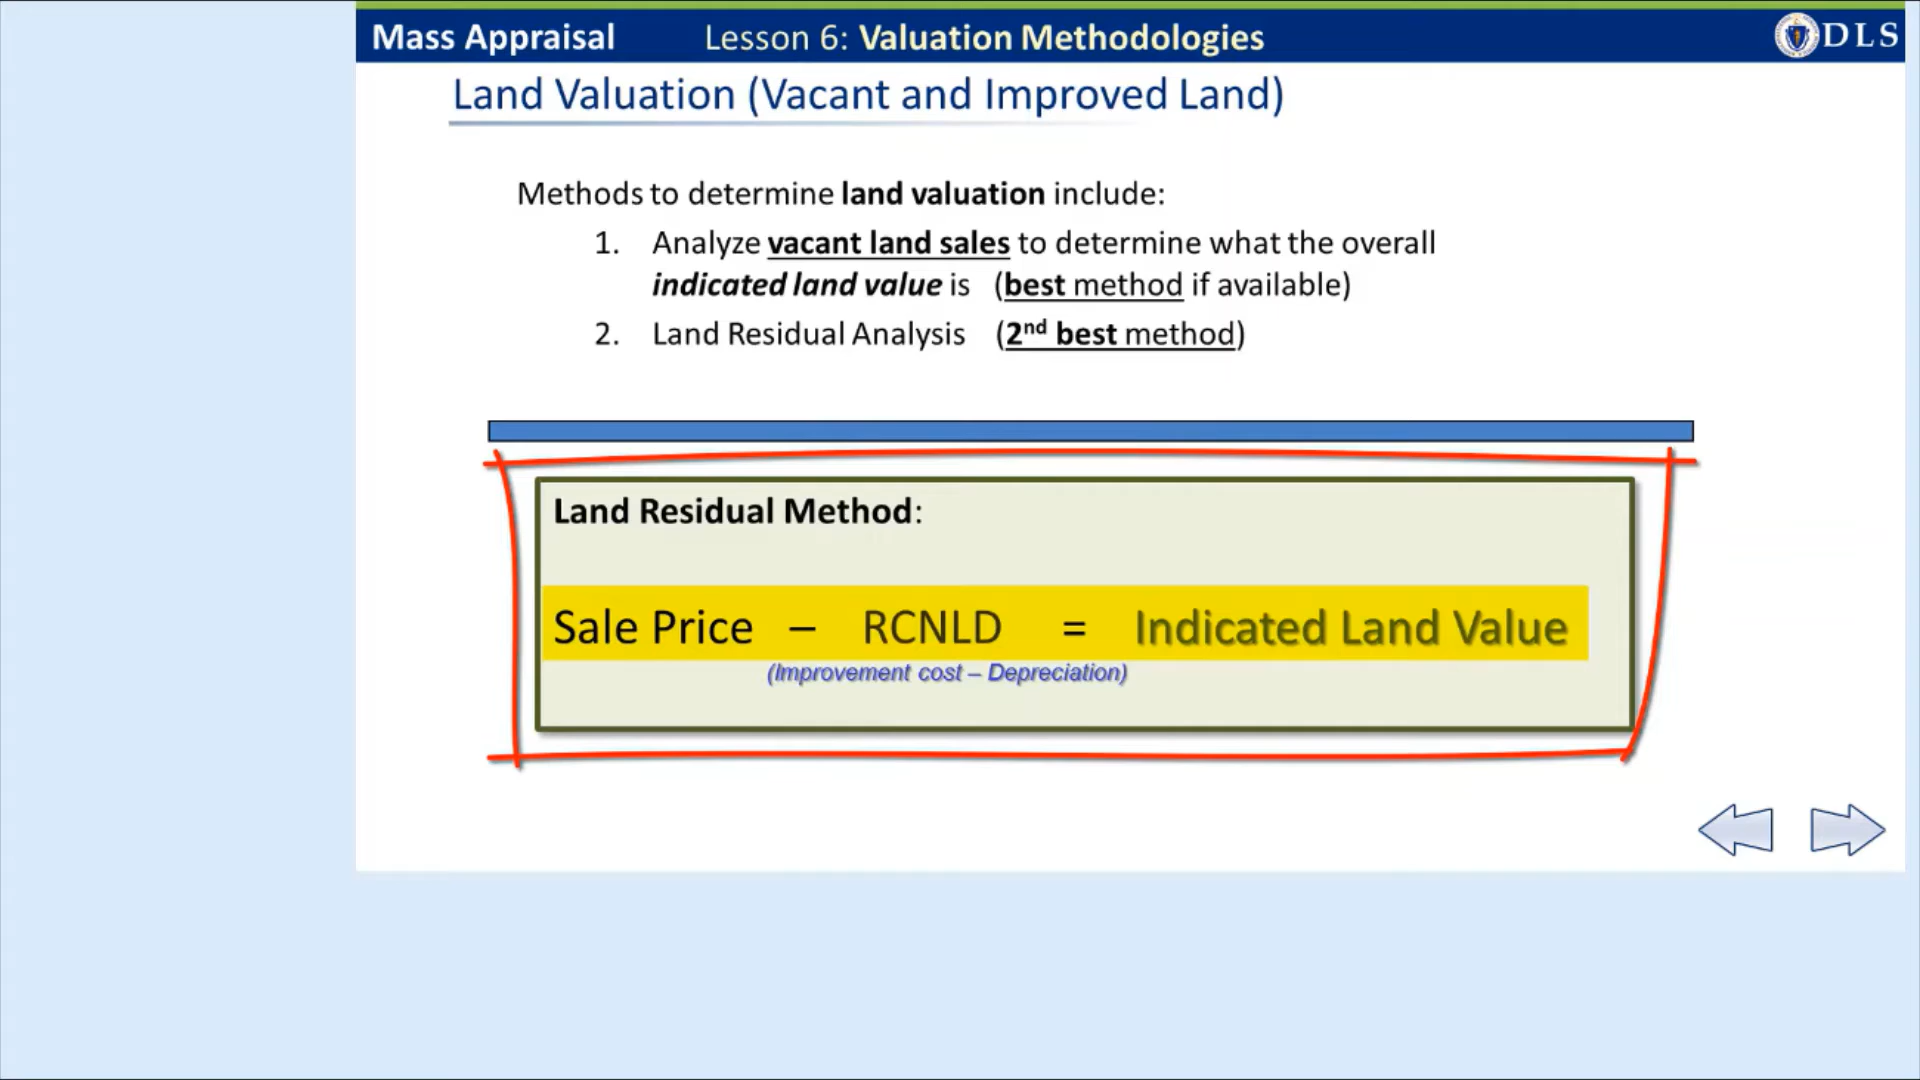 Mass Appraisal Lesson 6: Valuation Methodologies DLS
Land Valuation (Vacant and Improved Land)
Methods to determine land valuation include:
1. Analyze vacant land sales to determine what the overall
indicated land value is (best method if available)
2. Land Residual Analysis (2nd best method)
Land Residual Method:
Sale Price – RCNLD = Indicated Land Value
(Improvement cost – Depreciation)